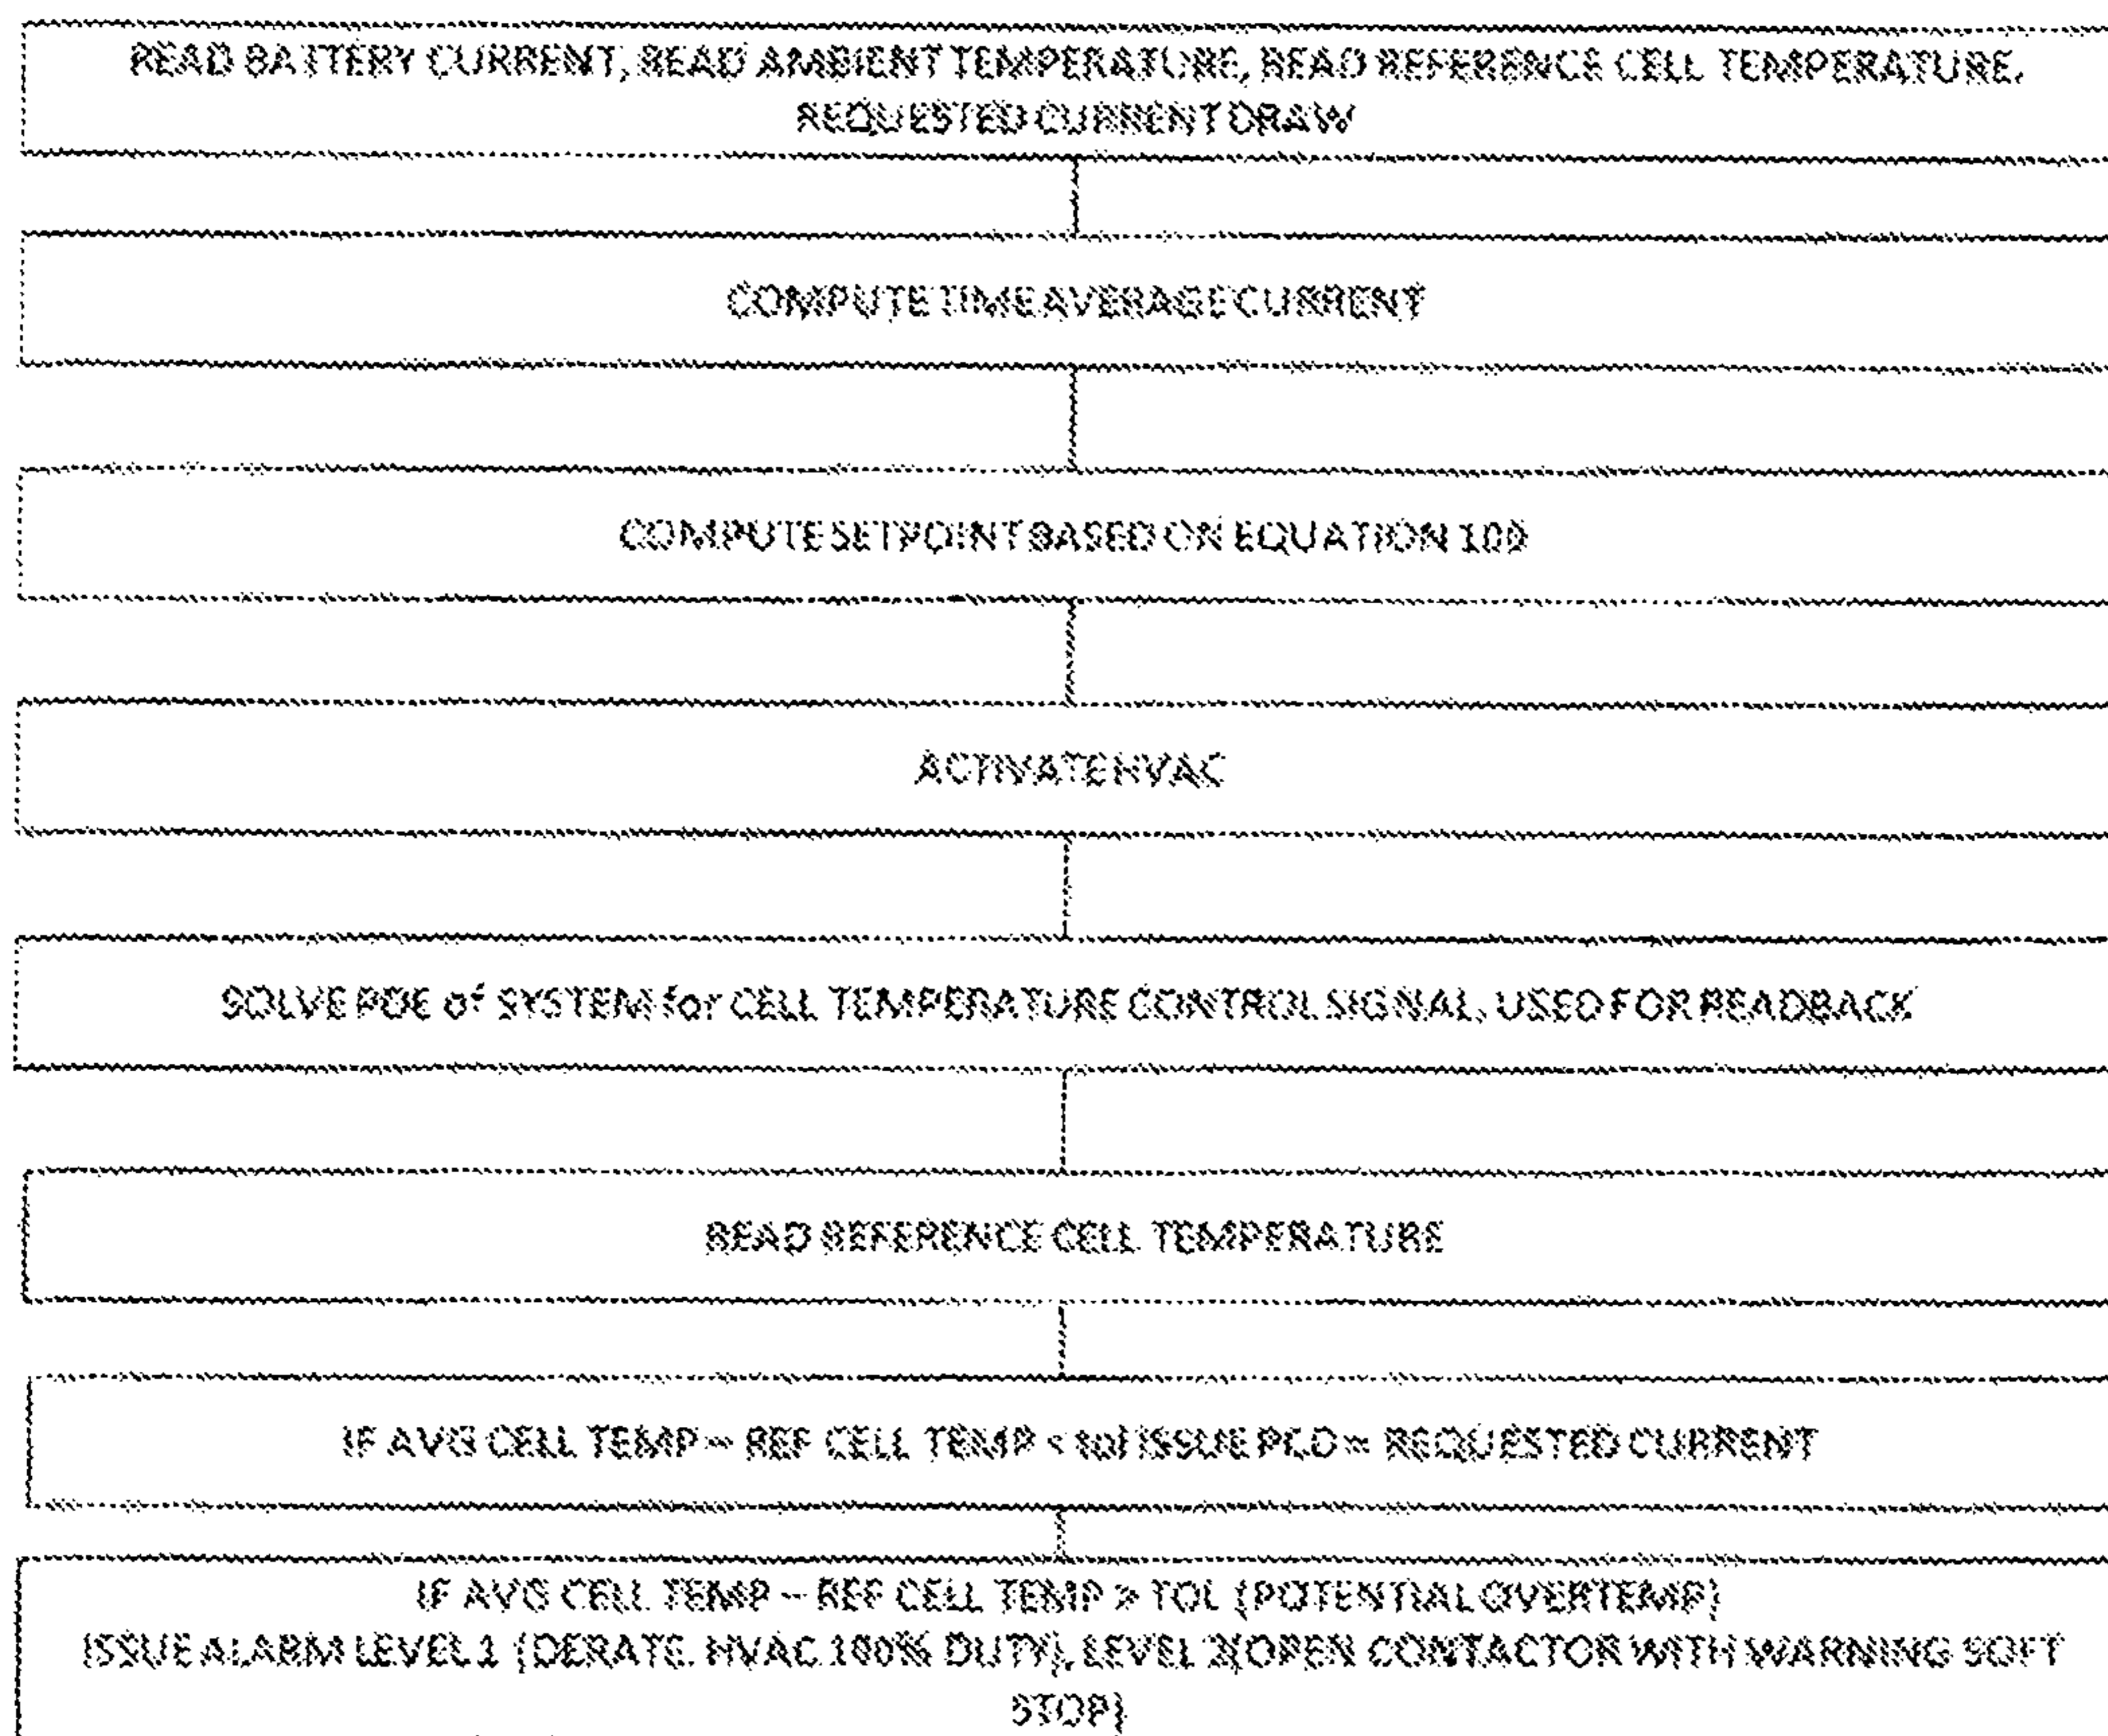 READ BATTERY CURRENT, READ AMBIENT TEMPERATURE, READ REFERENCE CELL TEMPERATURE,
REQUESTED CURRENT DRAW
COMPUTE TIME AVERAGE CURRENT
COMPUTE SETPOINT BASED ON EQUATION 100
ACTIVATE HVAC
SOLVE PDE of SYSTEM for CELL TEMPERATURE CONTROL SIGNAL, USED FOR READBACK
READ REFERENCE CELL TEMPERATURE
IF AVG CELL TEMP – REF CELL TEMP < tol ISSUE PCD = REQUESTED CURRENT
IF AVG CELL TEMP – REF CELL TEMP > TOL (POTENTIAL OVERTEMP)
ISSUE ALARM LEVEL 1 (DERATE, HVAC 100% DUTY), LEVEL 2(OPEN CONTACTOR WITH WARNING SOFT
STOP)